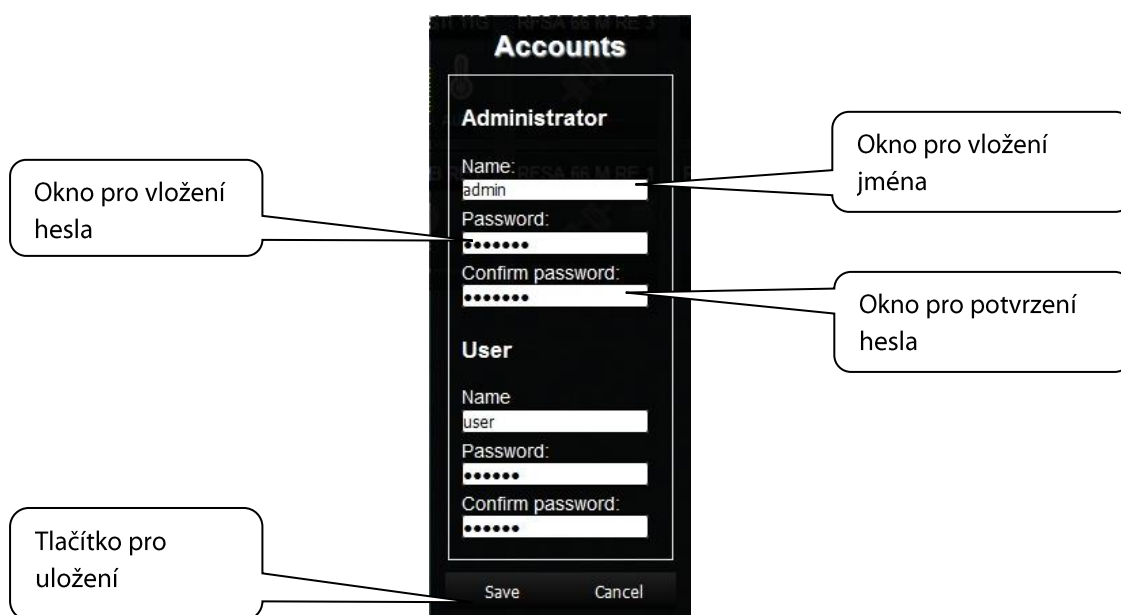 Accounts
Administrator
Name:
admin
Password:
●●●●●●●
Confirm password:
●●●●●●●
User
Name
user
Password:
●●●●●●
Confirm password:
●●●●●●
Save Cancel
Okno pro vložení
hesla
Tlačítko pro
uložení
Okno pro vložení
jména
Okno pro potvrzení
hesla